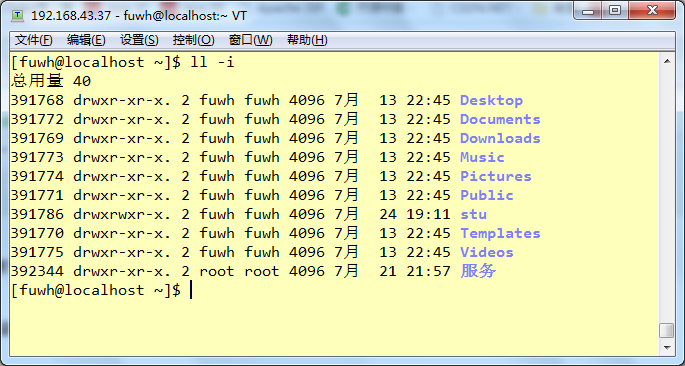 192.168.43.37 - fuwh@localhost:~ VT
文件(F) 编辑(E) 设置(S) 控制(O) 窗口(W) 帮助(H)
[fuwh@localhost ~]$ ll -i
总用量 40
391768 drwxr-xr-x. 2 fuwh fuwh 4096 7月  13 22:45 Desktop
391772 drwxr-xr-x. 2 fuwh fuwh 4096 7月  13 22:45 Documents
391769 drwxr-xr-x. 2 fuwh fuwh 4096 7月  13 22:45 Downloads
391773 drwxr-xr-x. 2 fuwh fuwh 4096 7月  13 22:45 Music
391774 drwxr-xr-x. 2 fuwh fuwh 4096 7月  13 22:45 Pictures
391771 drwxr-xr-x. 2 fuwh fuwh 4096 7月  13 22:45 Public
391786 drwxrwxr-x. 2 fuwh fuwh 4096 7月  24 19:11 stu
391770 drwxr-xr-x. 2 fuwh fuwh 4096 7月  13 22:45 Templates
391775 drwxr-xr-x. 2 fuwh fuwh 4096 7月  13 22:45 Videos
392344 drwxr-xr-x. 2 root root 4096 7月  21 21:57 服务
[fuwh@localhost ~]$